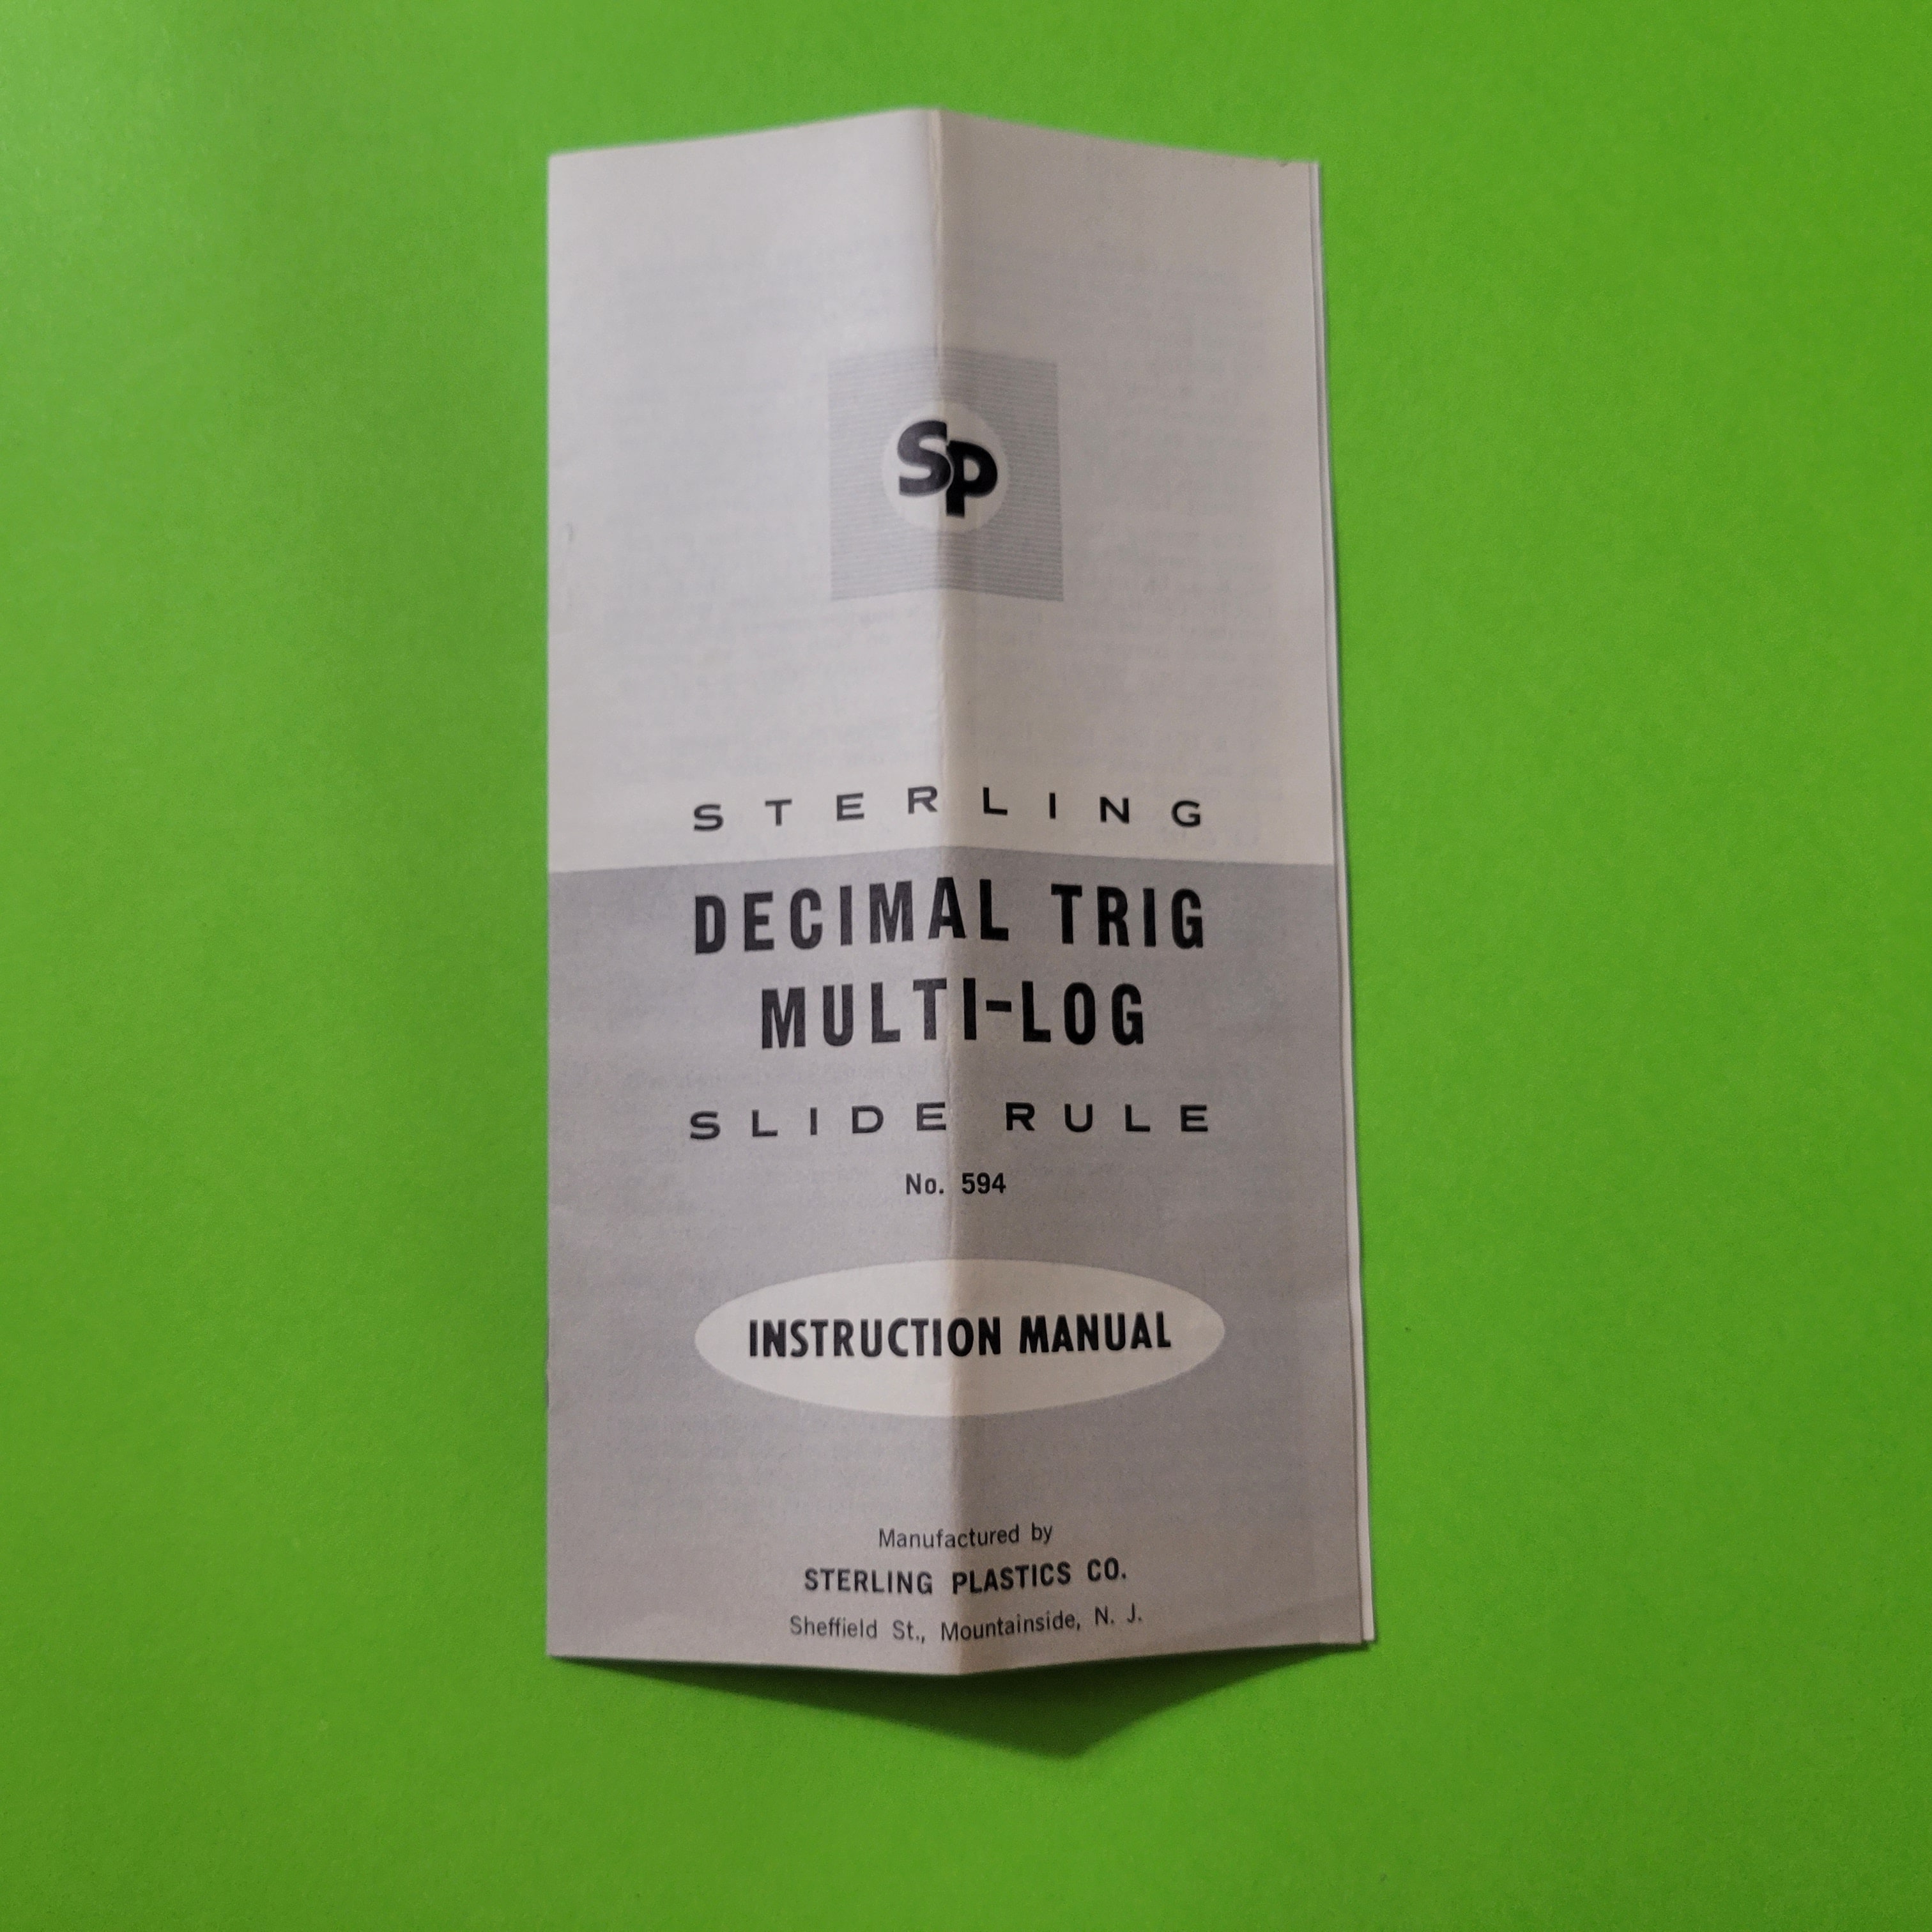 Sp
STERLING
DECIMAL TRIG
MULTI-LOG
SLIDE RULE
No. 594
INSTRUCTION MANUAL
Manufactured by
STERLING PLASTICS CO.
Sheffield St., Mountainside, N. J.